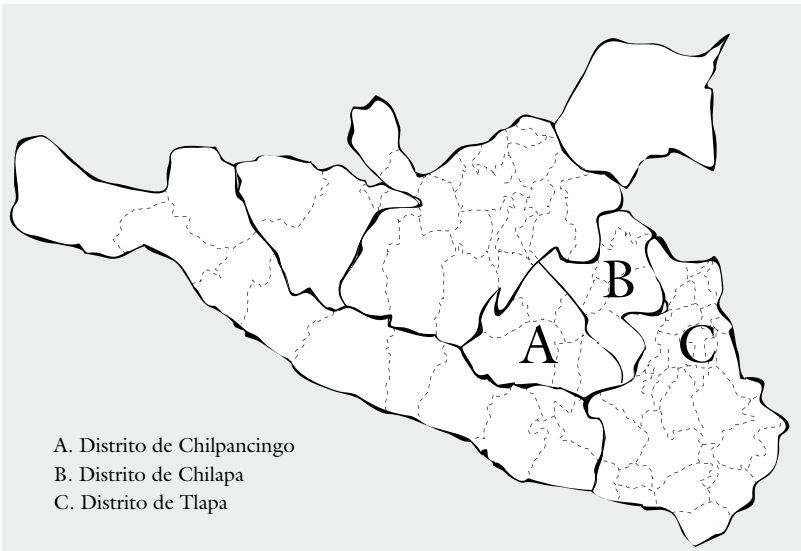 B
A
C
A. Distrito de Chilpancingo
B. Distrito de Chilapa
C. Distrito de Tlapa